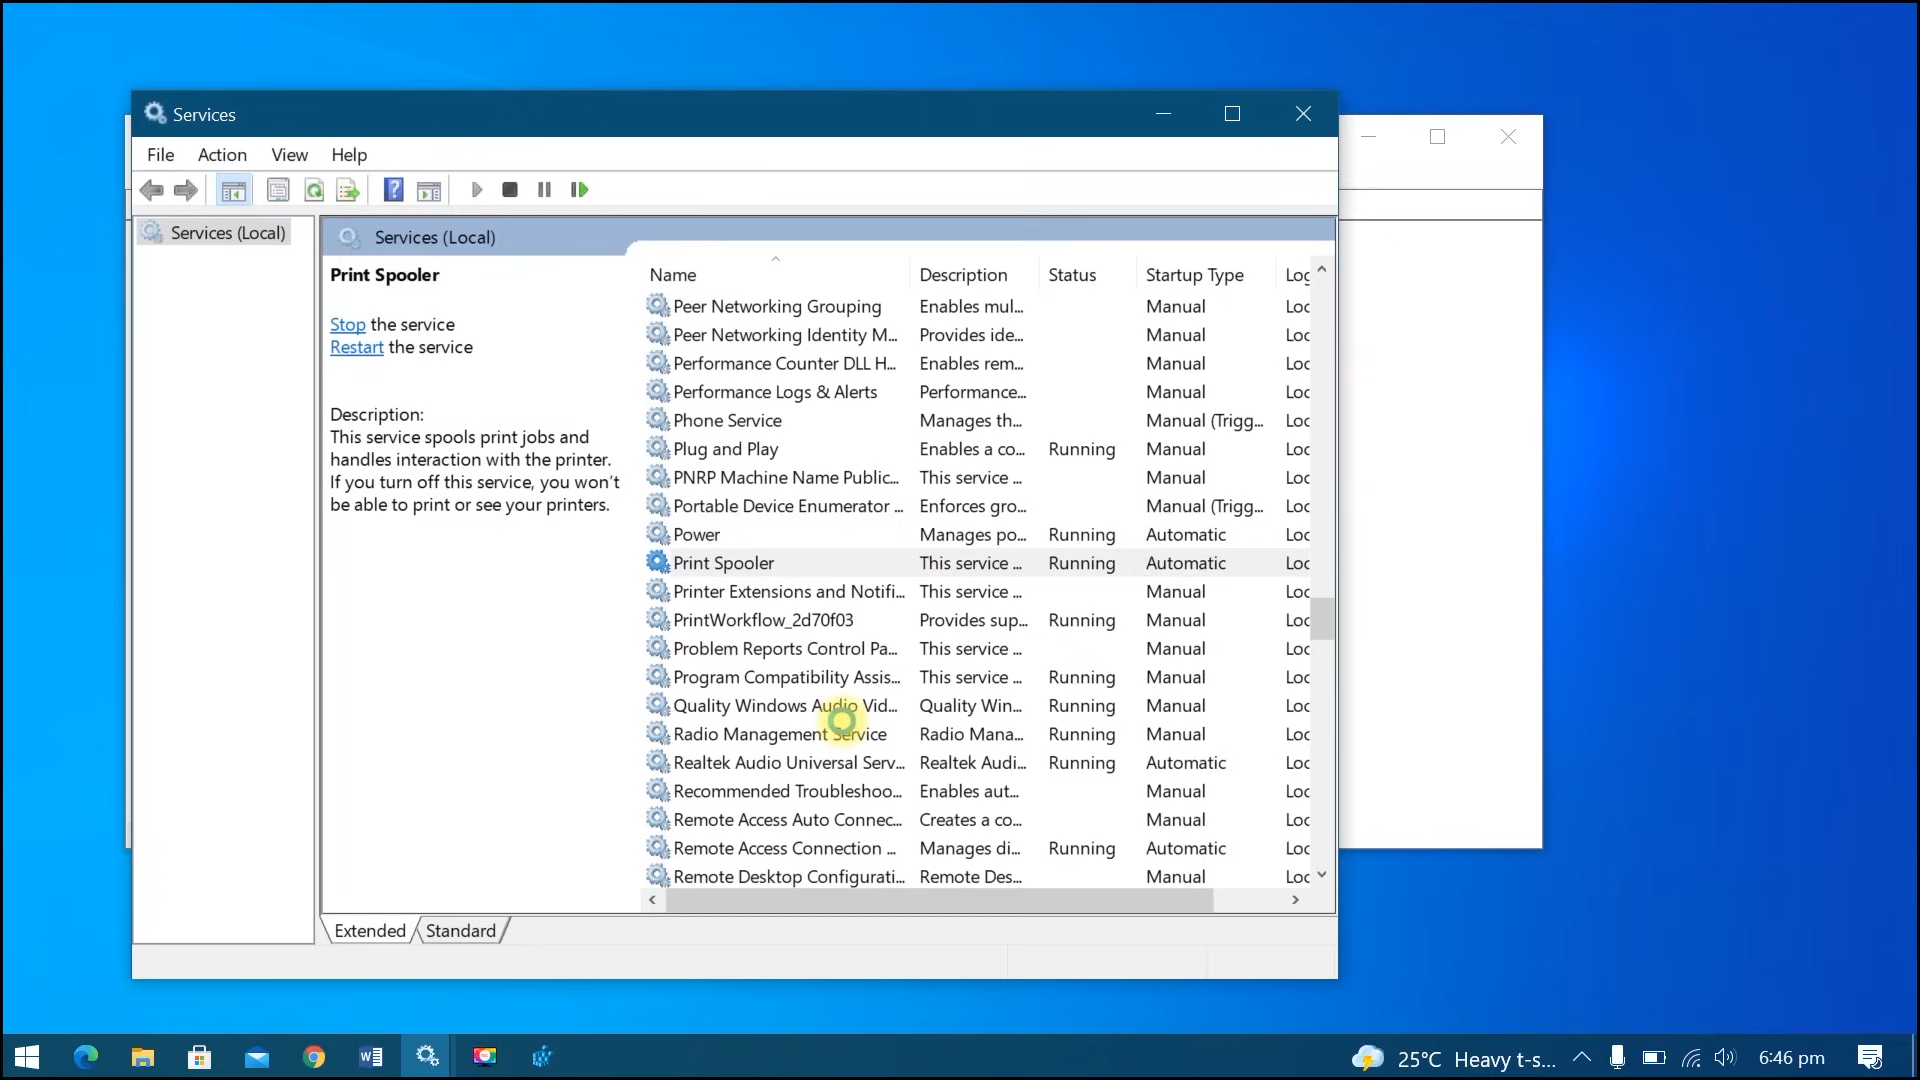 Services
File Action View Help
Services (Local)
Services (Local)
Print Spooler
Stop the service
Restart the service
Description:
This service spools print jobs and
handles interaction with the printer.
If you turn off this service, you won't
be able to print or see your printers.
Name Description Status Startup Type Log
Peer Networking Grouping Enables mul... Manual Loc
Peer Networking Identity M... Provides ide... Manual Loc
Performance Counter DLL H... Enables rem... Manual Loc
Performance Logs & Alerts Performance... Manual Loc
Phone Service Manages th... Manual (Trigg... Loc
Plug and Play Enables a co... Running Manual Loc
PNRP Machine Name Public... This service ... Manual Loc
Portable Device Enumerator ... Enforces gro... Manual (Trigg... Loc
Power Manages po... Running Automatic Loc
Print Spooler This service ... Running Automatic Loc
Printer Extensions and Notifi... This service ... Manual Loc
PrintWorkflow_2d70f03 Provides sup... Running Manual Loc
Problem Reports Control Pa... This service ... Manual Loc
Program Compatibility Assis... This service ... Running Manual Loc
Quality Windows Audio Vid... Quality Win... Running Manual Loc
Radio Management Service Radio Mana... Running Manual Loc
Realtek Audio Universal Serv... Realtek Audi... Running Automatic Loc
Recommended Troubleshoo... Enables aut... Manual Loc
Remote Access Auto Connec... Creates a co... Manual Loc
Remote Access Connection ... Manages di... Running Automatic Loc
Remote Desktop Configurati... Remote Des... Manual Loc
Extended Standard
25°C Heavy t-s... 6:46 pm